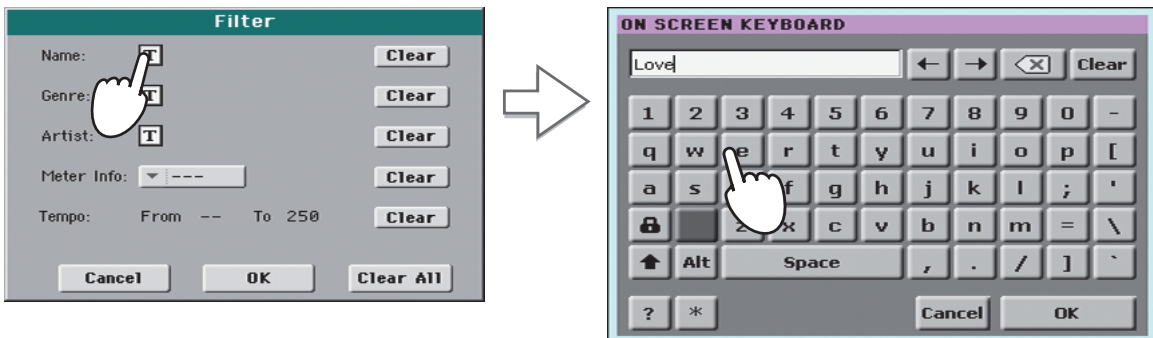 Filter
Name: T Clear
Genre: T Clear
Artist: T Clear
Meter Info: --- Clear
Tempo: From -- To 250 Clear
Cancel OK Clear All
ON SCREEN KEYBOARD
Love ← → Clear
1 2 3 4 5 6 7 8 9 0 -
q w e r t y u i o p [
a s f g h j k l ; '
z x c v b n m = \
Alt Space , . / ] `
? * Cancel OK